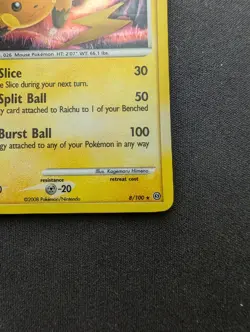 026 Mouse Pokémon HT: 2'07" WT: 66.1 lbs.
Slice 30
e Slice during your next turn.
Split Ball 50
y card attached to Raichu to 1 of your Benched
Burst Ball 100
gy attached to any of your Pokémon in any way
Illus. Kagemaru Himeno
resistance retreat cost
-20
©2008 Pokémon/Nintendo 8/100 ★